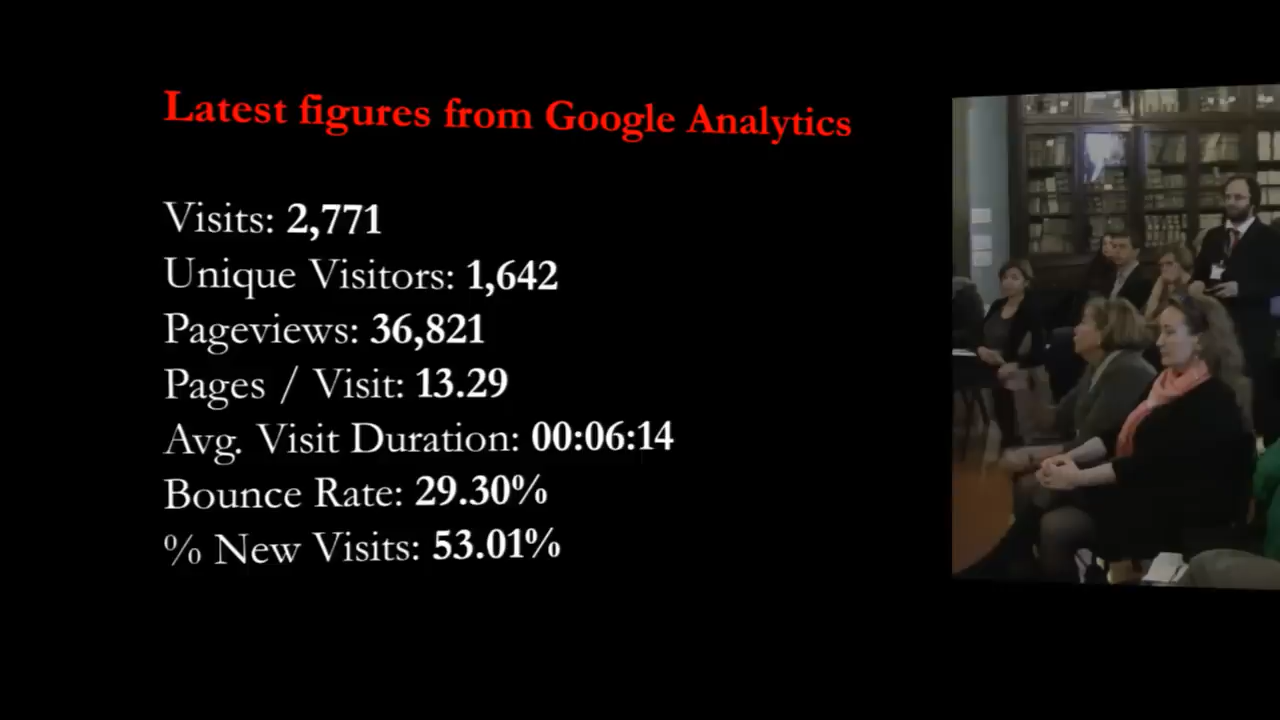 Latest figures from Google Analytics
Visits: 2,771
Unique Visitors: 1,642
Pageviews: 36,821
Pages / Visit: 13.29
Avg. Visit Duration: 00:06:14
Bounce Rate: 29.30%
% New Visits: 53.01%